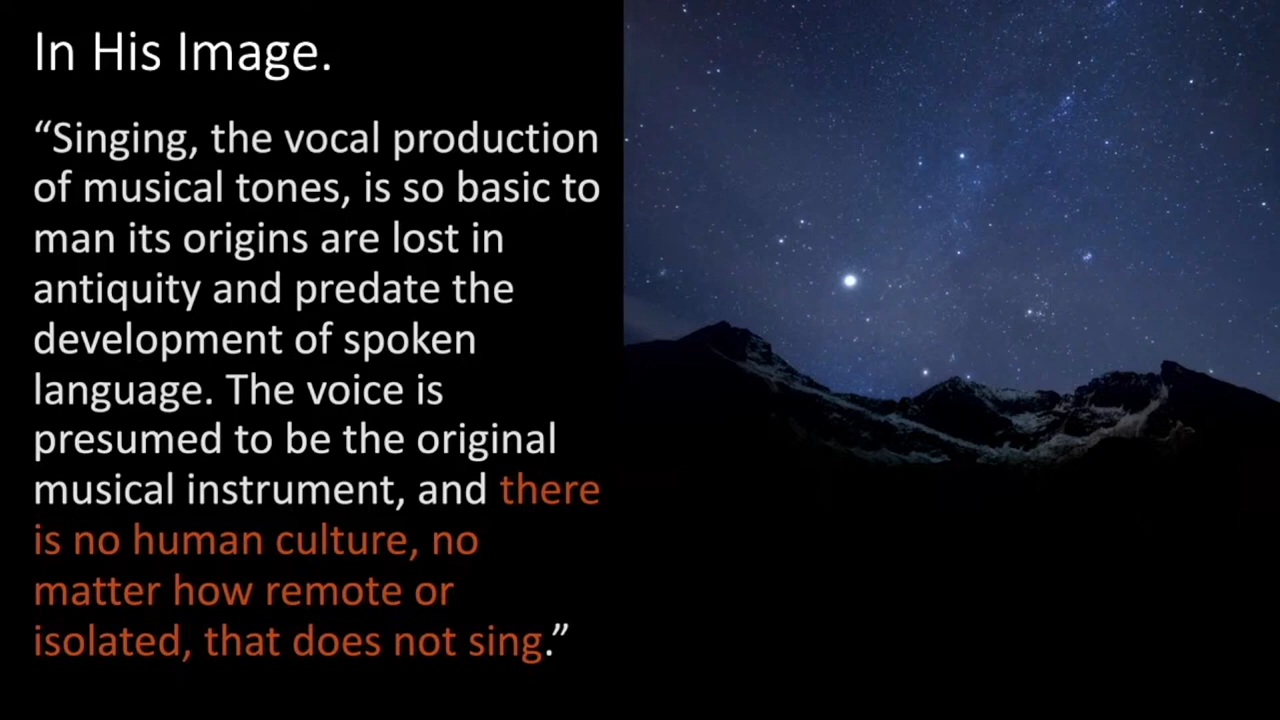 In His Image.
“Singing, the vocal production
of musical tones, is so basic to
man its origins are lost in
antiquity and predate the
development of spoken
language. The voice is
presumed to be the original
musical instrument, and there
is no human culture, no
matter how remote or
isolated, that does not sing.”